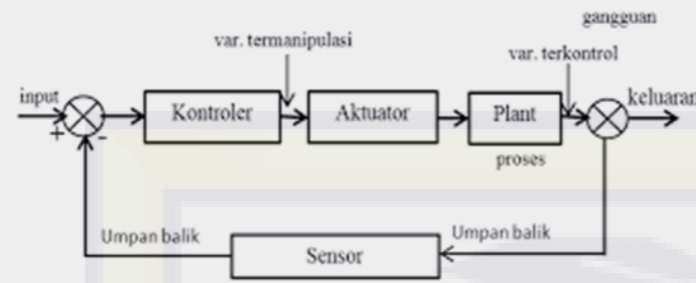 gangguan
var. termanipulasi
var. terkontrol
input
keluaran
Kontroler
Aktuator
Plant
+
-
proses
Umpan balik
Umpan balik
Sensor